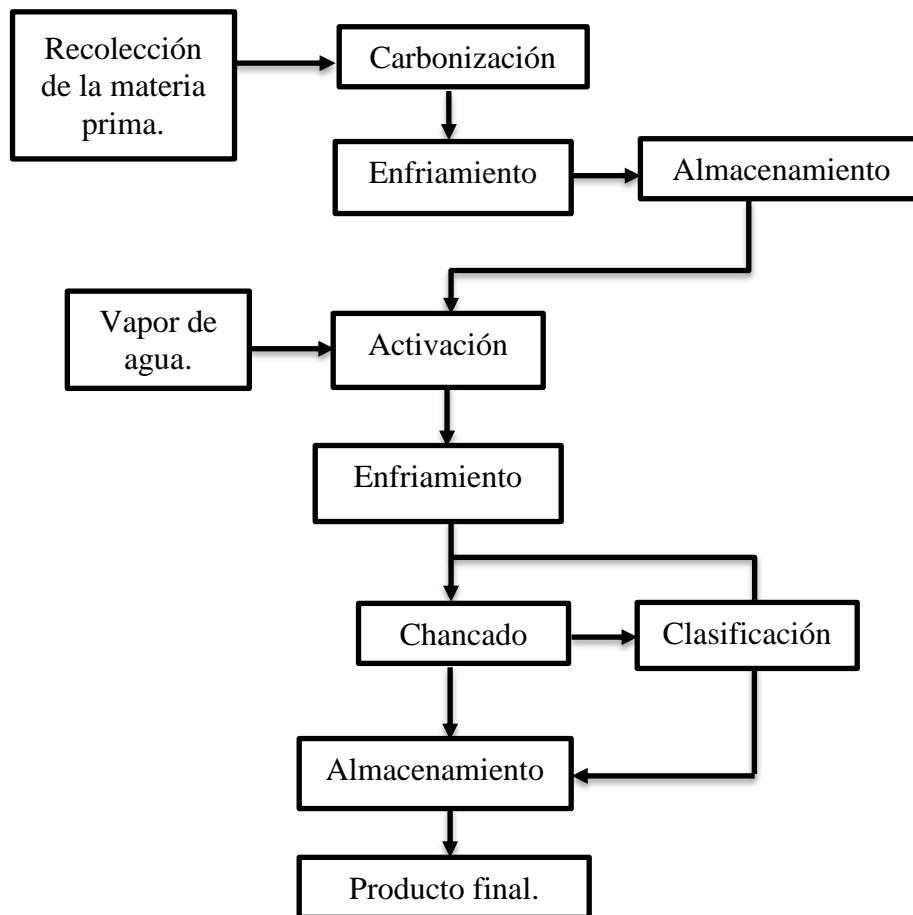 Recolección
de la materia
prima.
Carbonización
Enfriamiento
Almacenamiento
Vapor de
agua.
Activación
Enfriamiento
Chancado
Clasificación
Almacenamiento
Producto final.